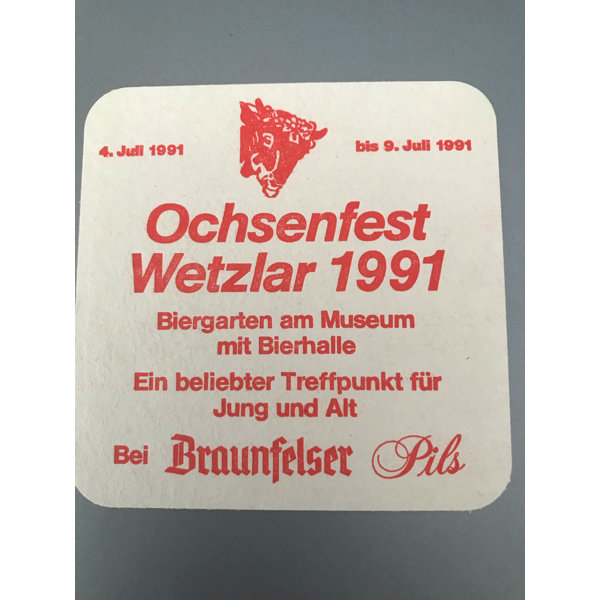 4. Juli 1991 bis 9. Juli 1991
Ochsenfest
Wetzlar 1991
Biergarten am Museum
mit Bierhalle
Ein beliebter Treffpunkt für
Jung und Alt
Bei Braunfelser Pils